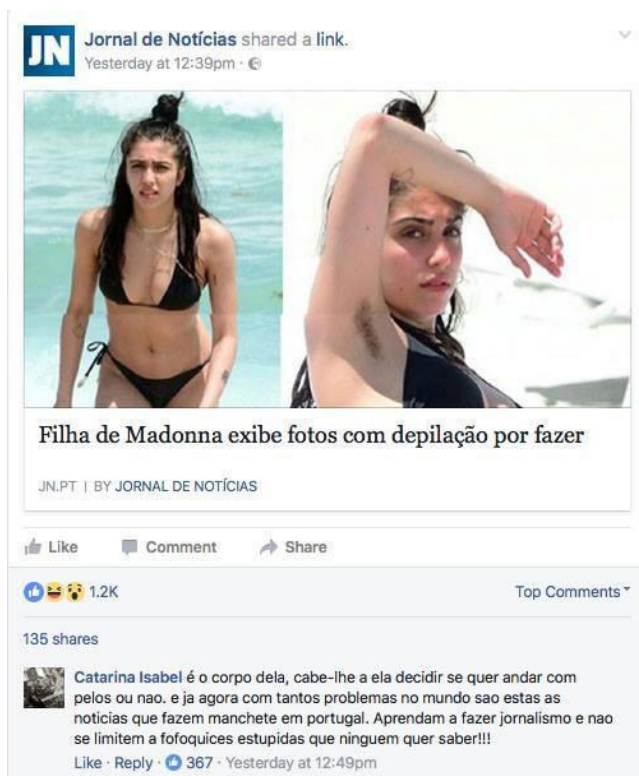 JN Jornal de Notícias shared a link.
Yesterday at 12:39pm ·
Filha de Madonna exibe fotos com depilação por fazer
JN.PT | BY JORNAL DE NOTÍCIAS
Like Comment Share
1.2K Top Comments
135 shares
Catarina Isabel é o corpo dela, cabe-lhe a ela decidir se quer andar com
pelos ou nao. e ja agora com tantos problemas no mundo sao estas as
noticias que fazem manchete em portugal. Aprendam a fazer jornalismo e nao
se limitem a fofoquices estupidas que ninguem quer saber!!!
Like · Reply · 367 · Yesterday at 12:49pm